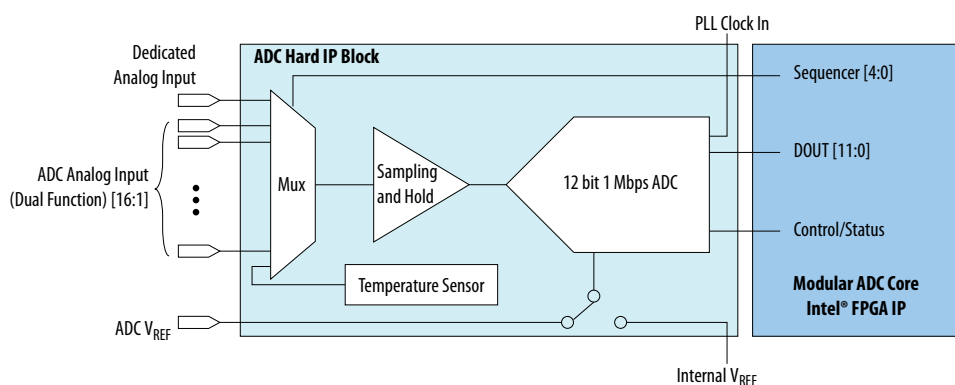 PLL Clock In
Dedicated
Analog Input
ADC Hard IP Block
Sequencer [4:0]
ADC Analog Input
(Dual Function) [16:1]
Mux
Sampling
and Hold
12 bit 1 Mbps ADC
DOUT [11:0]
Control/Status
Temperature Sensor
Modular ADC Core
Intel® FPGA IP
ADC VREF
Internal VREF